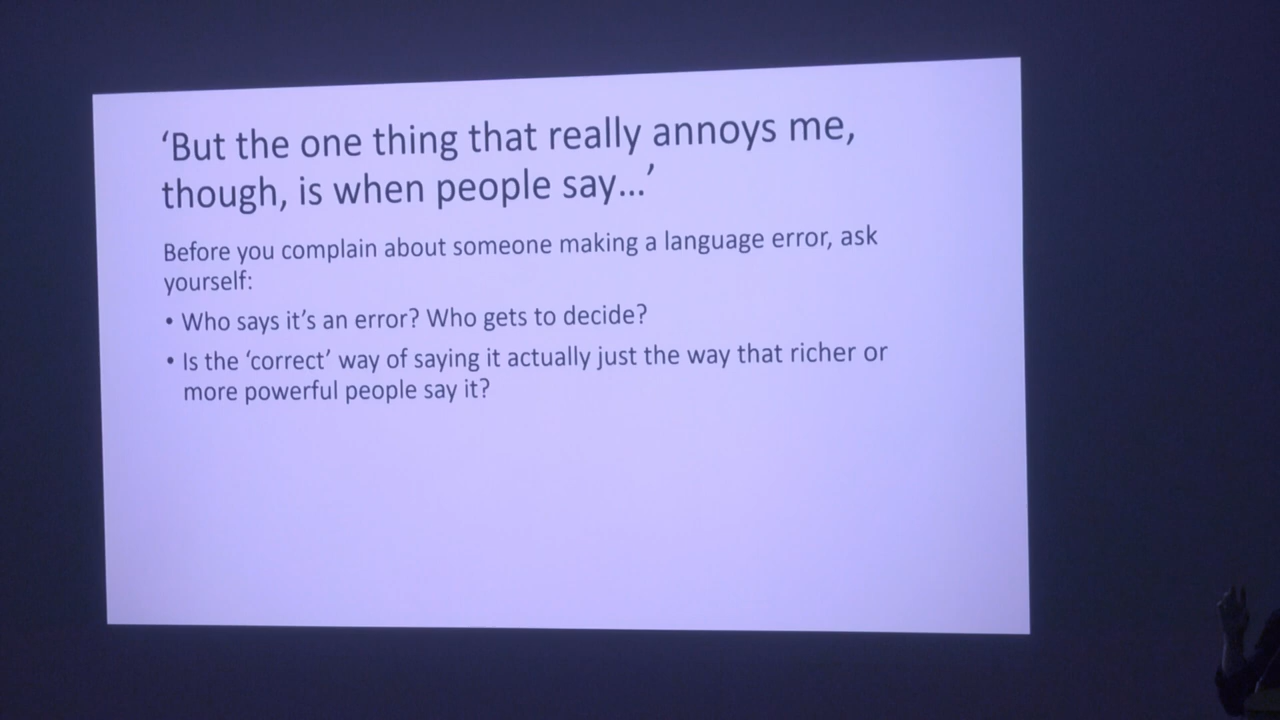 ‘But the one thing that really annoys me,
though, is when people say...’
Before you complain about someone making a language error, ask
yourself:
• Who says it’s an error? Who gets to decide?
• Is the ‘correct’ way of saying it actually just the way that richer or
more powerful people say it?